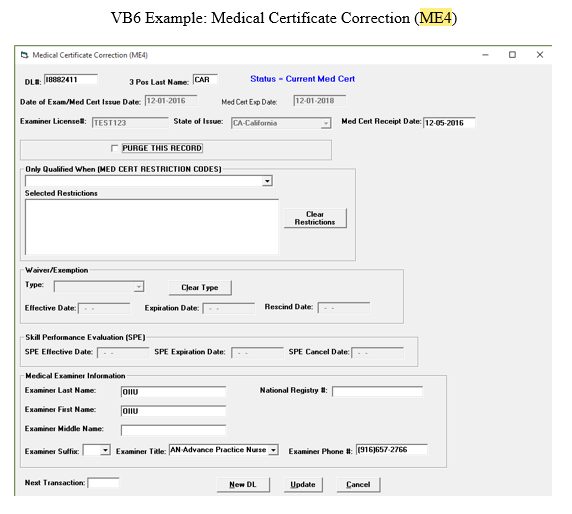 VB6 Example: Medical Certificate Correction (ME4)
Medical Certificate Correction (ME4)
DL#: I8882411 3 Pos Last Name: CAR Status = Current Med Cert
Date of Exam/Med Cert Issue Date: 12-01-2016 Med Cert Exp Date: 12-01-2018
Examiner License#: TEST123 State of Issue: CA-California Med Cert Receipt Date: 12-05-2016
PURGE THIS RECORD
Only Qualified When (MED CERT RESTRICTION CODES)
Selected Restrictions
Clear
Restrictions
Waiver/Exemption
Type: Clear Type
Effective Date: - - Expiration Date: - - Rescind Date: - -
Skill Performance Evaluation (SPE)
SPE Effective Date: - - SPE Expiration Date: - - SPE Cancel Date: - -
Medical Examiner Information
Examiner Last Name: OIIU National Registry #:
Examiner First Name: OIIU
Examiner Middle Name:
Examiner Suffix: Examiner Title: AN-Advance Practice Nurse Examiner Phone #: (916)657-2766
Next Transaction: New DL Update Cancel